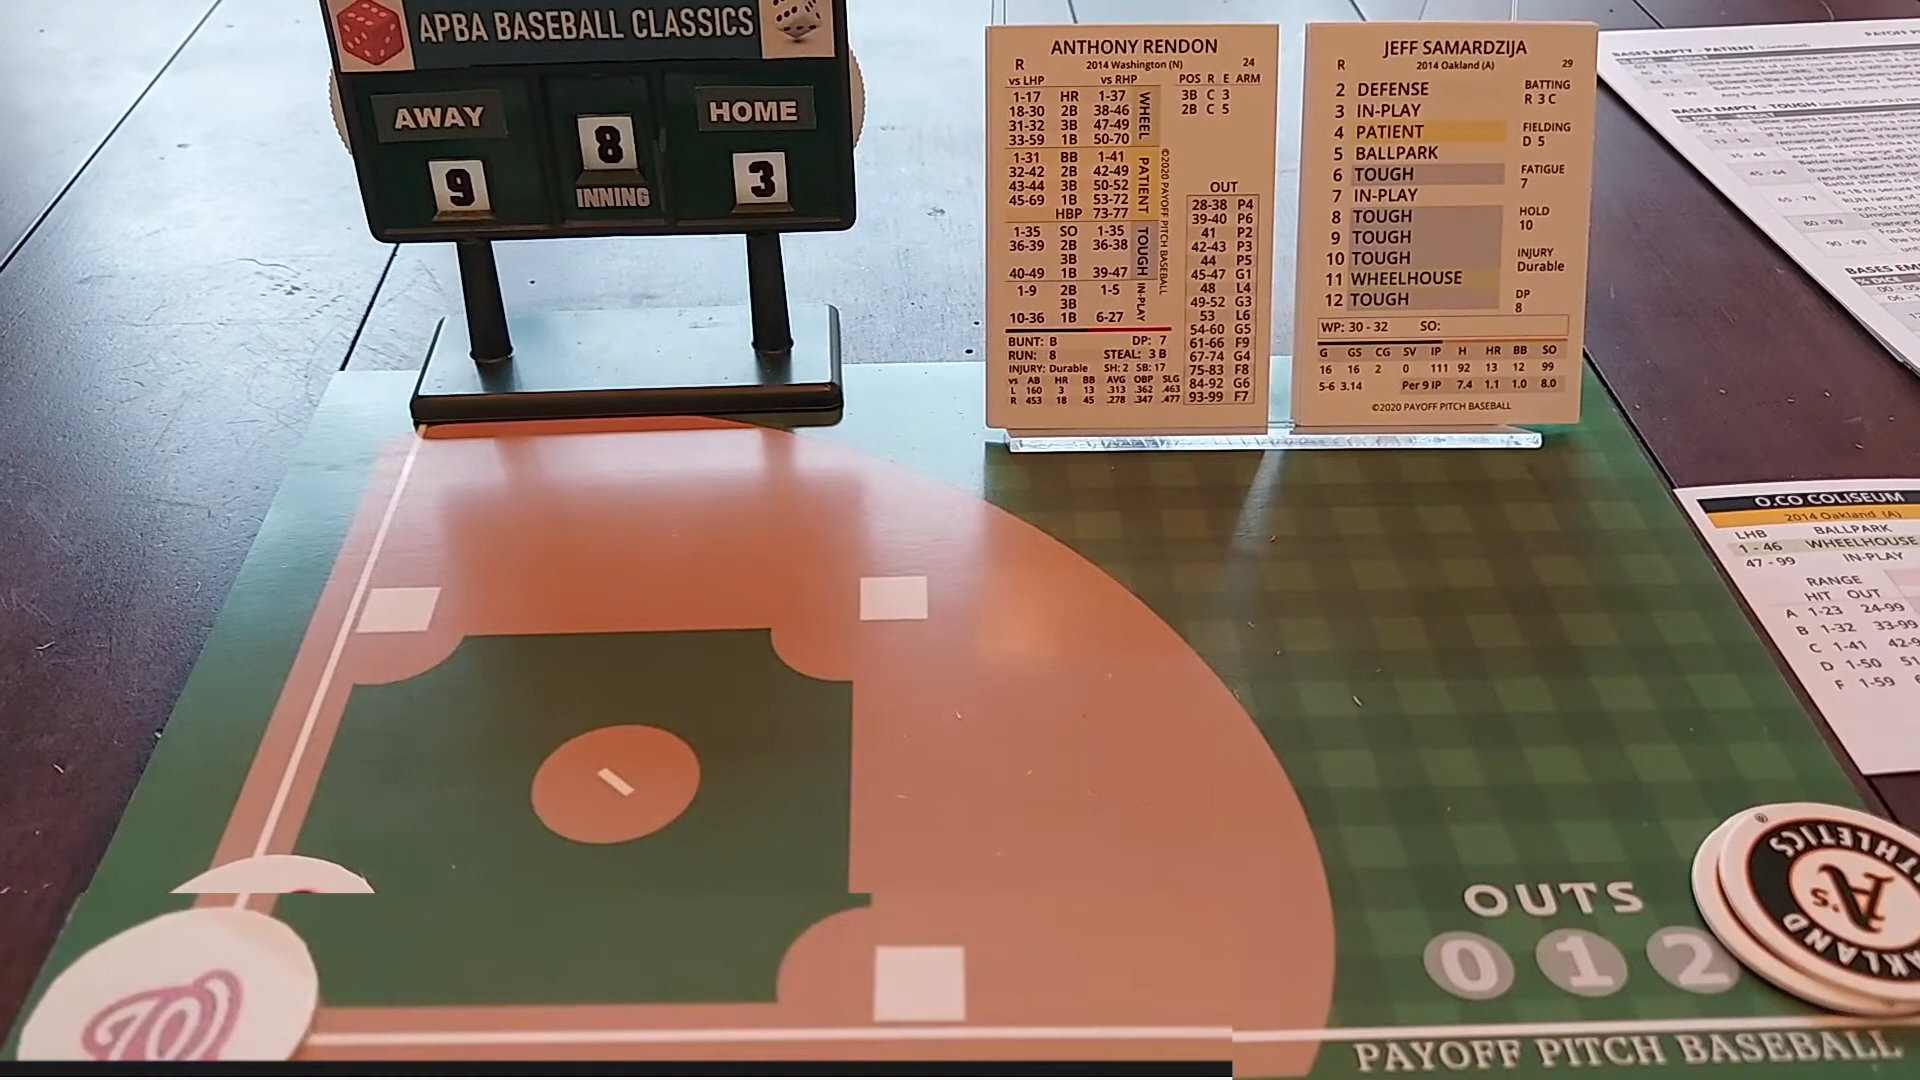 APBA BASEBALL CLASSICS
AWAY
HOME
8
INNING
9
3
ANTHONY RENDON
R 2014 Washington (N) 24
vs LHP vs RHP POS R E ARM
1-17 HR 1-37 3B C 3
18-30 2B 38-46 2B C 5
31-32 3B 47-49
33-59 1B 50-70
WHEEL
1-31 BB 1-41
32-42 2B 42-49
43-44 3B 50-52
45-69 1B 53-72
HBP 73-77
PATIENT
1-35 SO 1-35
36-39 2B 36-38
3B
40-49 1B 39-47
TOUGH
1-9 2B 1-5
3B
10-36 1B 6-27
IN-PLAY
©2020 PAYOFF PITCH BASEBALL
OUT
28-38 P4
39-40 P6
41 P2
42-43 P3
44 P5
45-47 G1
48 L4
49-52 G3
53 L6
54-60 G5
61-66 F9
67-74 G4
75-83 F8
84-92 G6
93-99 F7
BUNT: B DP: 7
RUN: 8 STEAL: 3 B
INJURY: Durable SH: 2 SB: 17
vs AB HR BB AVG OBP SLG
L 160 3 13 .313 .362 .463
R 453 18 45 .278 .347 .477
JEFF SAMARDZIJA
R 2014 Oakland (A) 29
2 DEFENSE
3 IN-PLAY
4 PATIENT
5 BALLPARK
6 TOUGH
7 IN-PLAY
8 TOUGH
9 TOUGH
10 TOUGH
11 WHEELHOUSE
12 TOUGH
BATTING
R 3 C
FIELDING
D 5
FATIGUE
7
HOLD
10
INJURY
Durable
DP
8
WP: 30 - 32 SO:
G GS CG SV IP H HR BB SO
16 16 2 0 111 92 13 12 99
5-6 3.14 Per 9 IP 7.4 1.1 1.0 8.0
©2020 PAYOFF PITCH BASEBALL
BASES EMPTY - PATIENT (continued)
BASES EMPTY - TOUGH
BASES
O.CO COLISEUM
2014 Oakland (A)
LHB BALLPARK
1 - 46 WHEELHOUSE
47 - 99 IN-PLAY
RANGE
HIT OUT
A 1-23 24-99
B 1-32 33-99
C 1-41 42-9
D 1-50 51
F 1-59 6
OUTS
0 1 2
ATHLETICS
A's
OAKLAND
W
PAYOFF PITCH BASEBALL